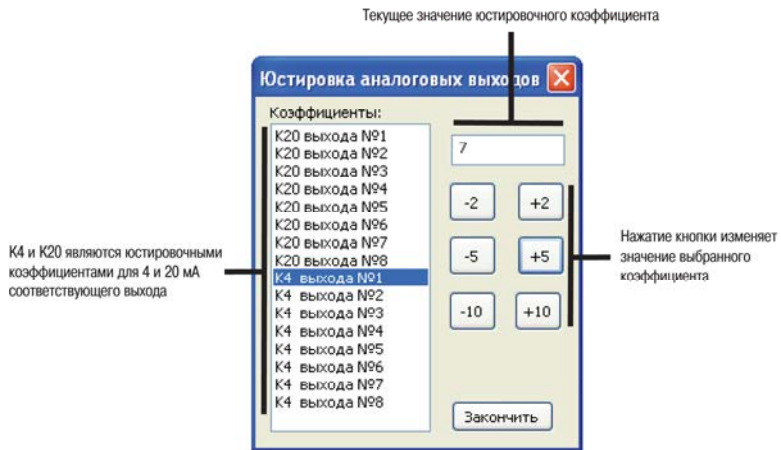 Текущее значение юстировочного коэффициента
Юстировка аналоговых выходов
Коэффициенты:
К20 выхода №1
К20 выхода №2
К20 выхода №3
К20 выхода №4
К20 выхода №5
К20 выхода №6
К20 выхода №7
К20 выхода №8
К4 выхода №1
К4 выхода №2
К4 выхода №3
К4 выхода №4
К4 выхода №5
К4 выхода №6
К4 выхода №7
К4 выхода №8
7
-2
+2
-5
+5
-10
+10
Закончить
К4 и К20 являются юстировочными
коэффициентами для 4 и 20 мА
соответствующего выхода
Нажатие кнопки изменяет
значение выбранного
коэффициента